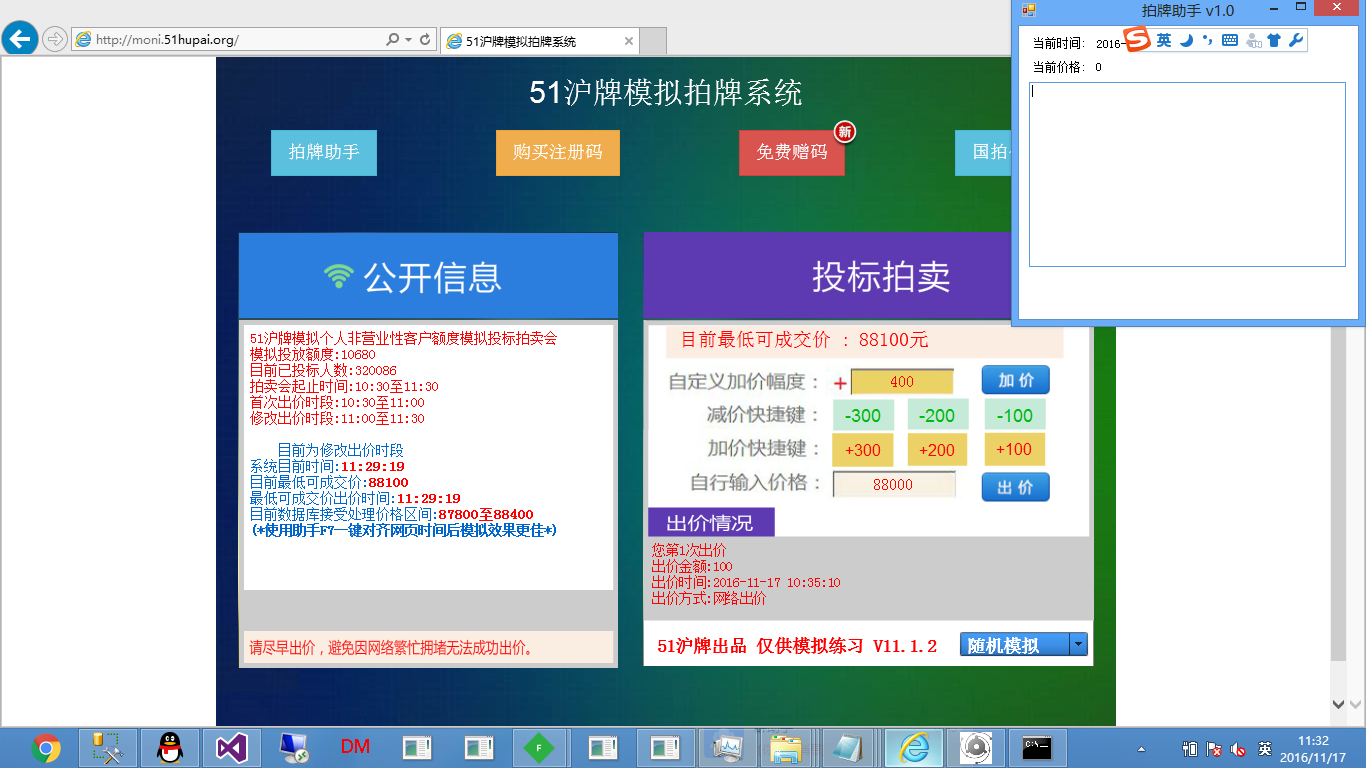 拍牌助手 v1.0
http://moni.51hupai.org/
51沪牌模拟拍牌系统
当前时间: 2016-
英
当前价格: 0
51沪牌模拟拍牌系统
拍牌助手
购买注册码
免费赠码
新
国拍
公开信息
投标拍卖
51沪牌模拟个人非营业性客户额度模拟投标拍卖会
模拟投放额度:10680
目前已投标人数:320086
拍卖会起止时间:10:30至11:30
首次出价时段:10:30至11:00
修改出价时段:11:00至11:30
目前为修改出价时段
系统目前时间:11:29:19
目前最低可成交价:88100
最低可成交价出价时间:11:29:19
目前数据库接受处理价格区间:87800至88400
(*使用助手F7一键对齐网页时间后模拟效果更佳*)
请尽早出价，避免因网络繁忙拥堵无法成功出价。
目前最低可成交价 : 88100元
自定义加价幅度: + 400 加 价
减价快捷键: -300 -200 -100
加价快捷键: +300 +200 +100
自行输入价格: 88000 出 价
出价情况
您第1次出价
出价金额:100
出价时间:2016-11-17 10:35:10
出价方式:网络出价
51沪牌出品 仅供模拟练习 V11.1.2
随机模拟
DM
F
C:\
英
11:32
2016/11/17